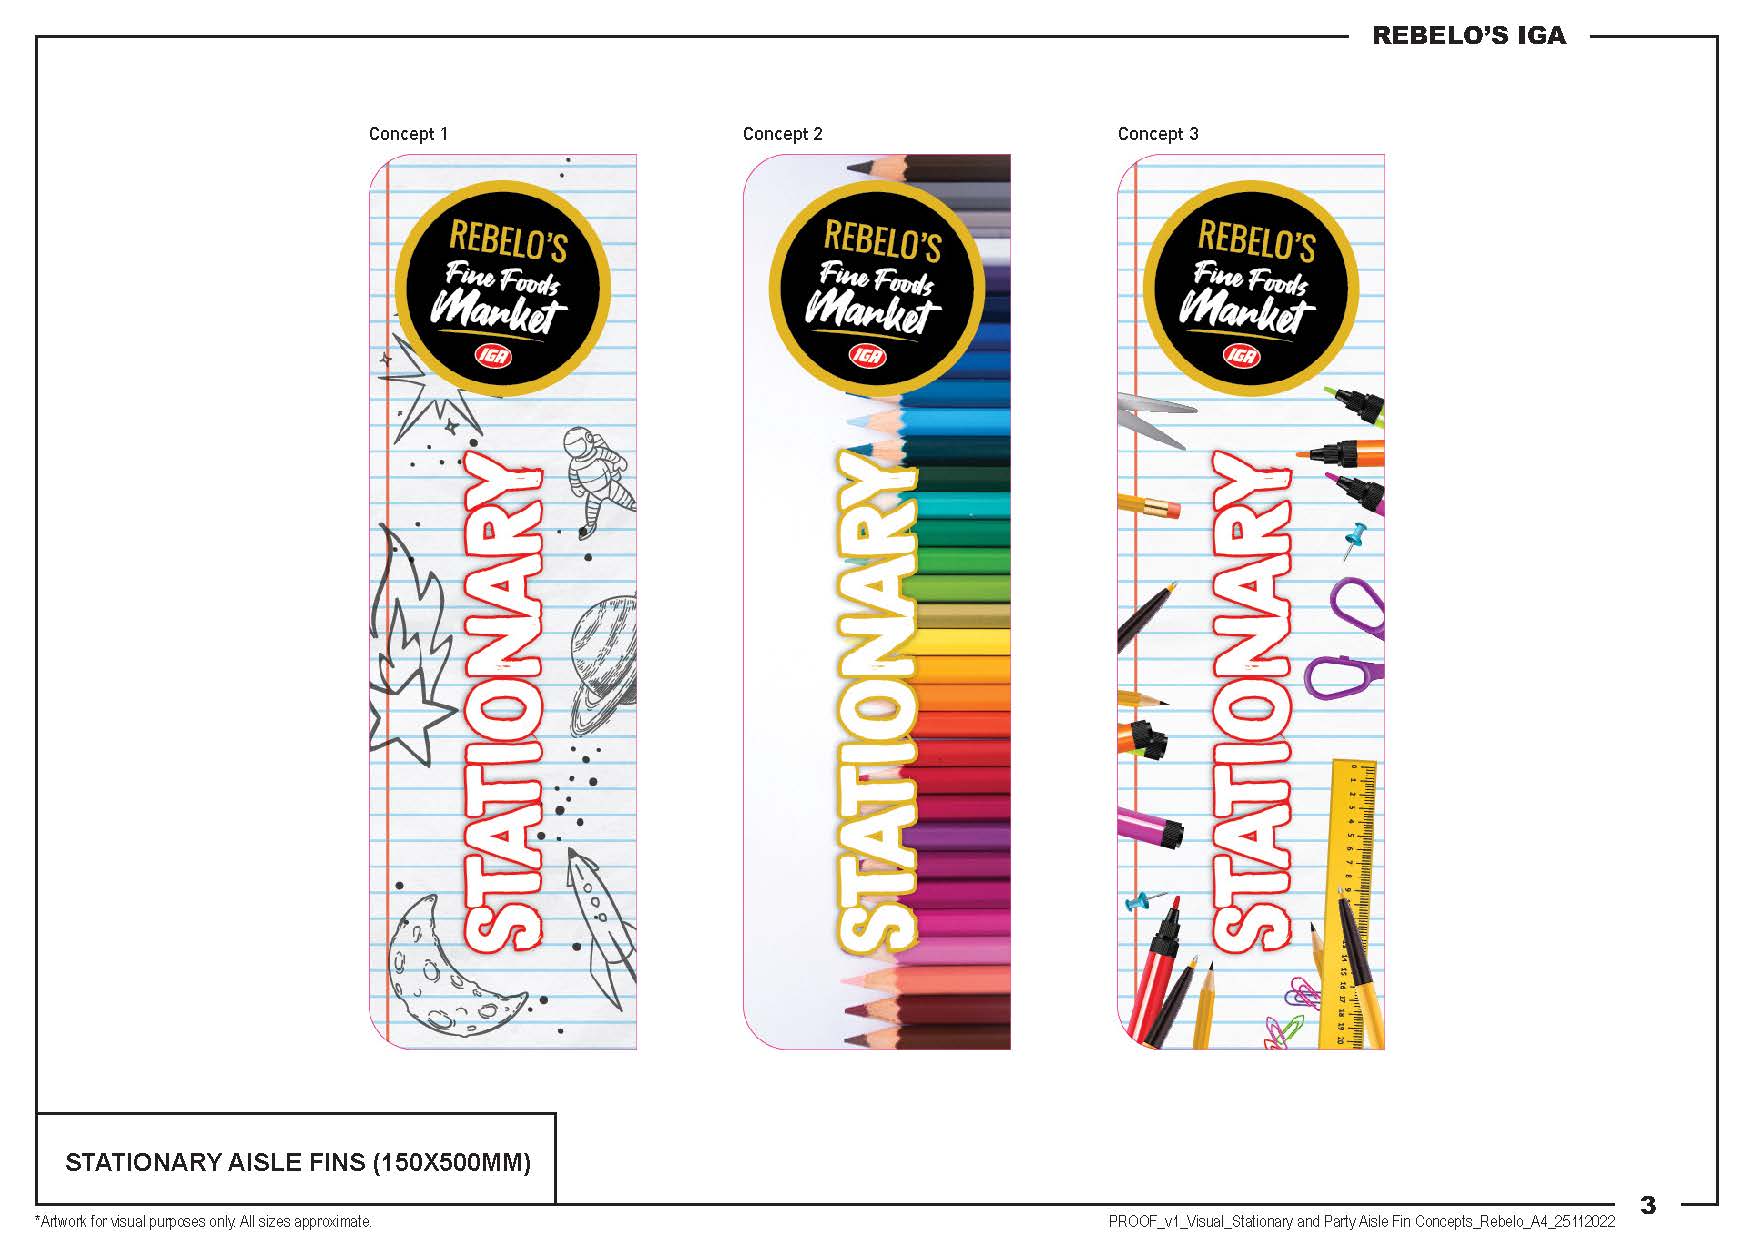 REBELO'S IGA
Concept 1
Concept 2
Concept 3
REBELO'S
Fine Foods
Market
IGA
STATIONARY
REBELO'S
Fine Foods
Market
IGA
STATIONARY
REBELO'S
Fine Foods
Market
IGA
STATIONARY
STATIONARY AISLE FINS (150X500MM)
3
*Artwork for visual purposes only. All sizes approximate.
PROOF_v1_Visual_Stationary and Party Aisle Fin Concepts_Rebelo_A4_25112022